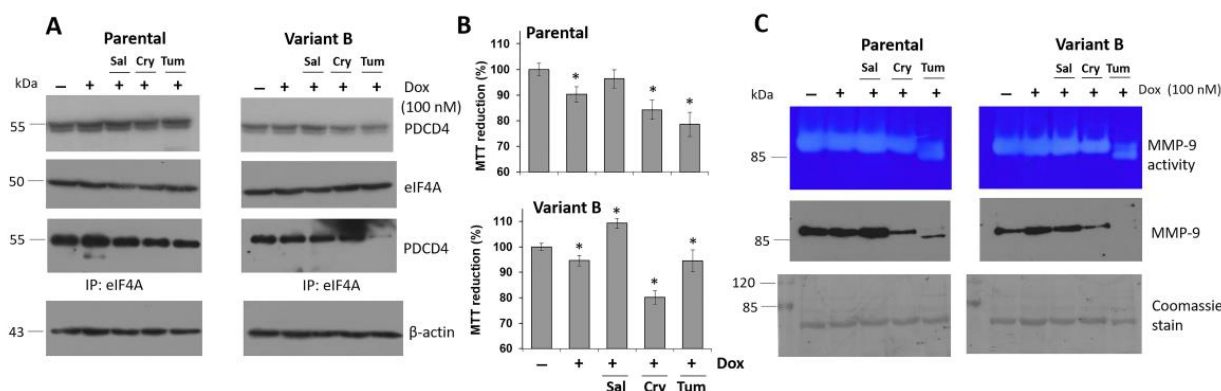 A
Parental
Variant B
Sal Cry Tum
Sal Cry Tum
kDa
– + + + +
– + + + +
Dox
(100 nM)
55
PDCD4
50
eIF4A
55
PDCD4
IP: eIF4A
IP: eIF4A
43
β-actin
B
Parental
MTT reduction (%)
110
100
90
80
70
60
* * *
Variant B
MTT reduction (%)
110
100
90
80
70
60
* * * *
– + + + + Dox
Sal Cry Tum
C
Parental
Variant B
Sal Cry Tum
Sal Cry Tum
kDa
– + + + +
– + + + +
Dox (100 nM)
85
MMP-9
activity
85
MMP-9
120
85
Coomassie
stain